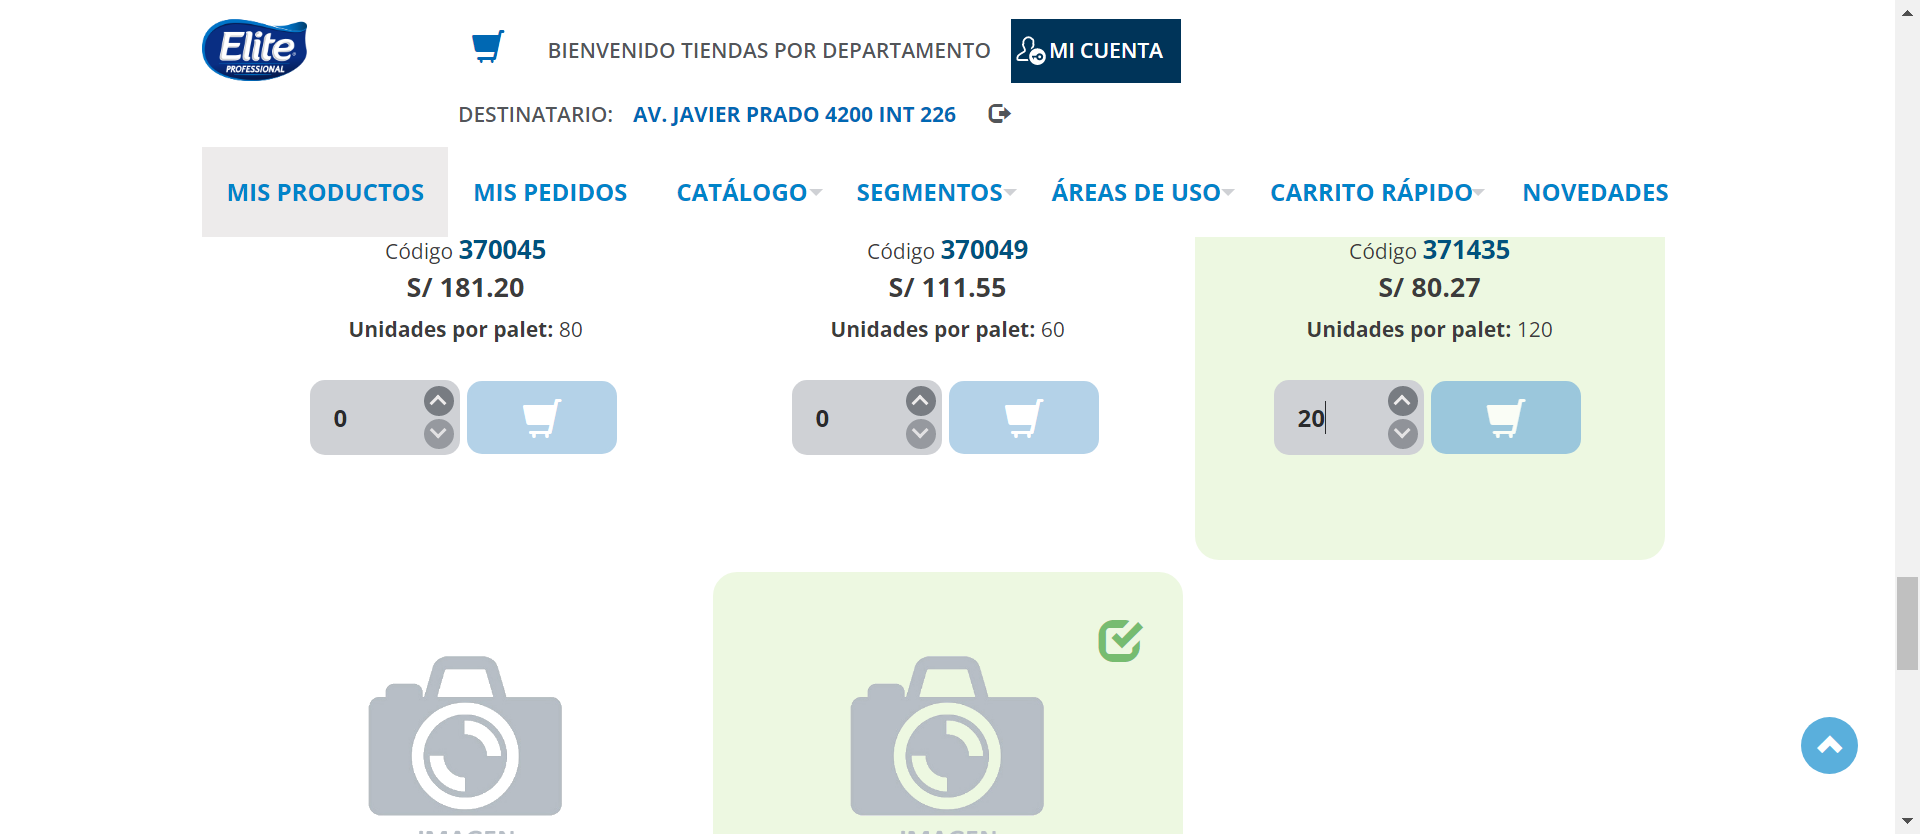 Elite
PROFESSIONAL
BIENVENIDO TIENDAS POR DEPARTAMENTO
MI CUENTA
DESTINATARIO: AV. JAVIER PRADO 4200 INT 226
MIS PRODUCTOS MIS PEDIDOS CATÁLOGO SEGMENTOS ÁREAS DE USO CARRITO RÁPIDO NOVEDADES
Código 370045
S/ 181.20
Unidades por palet: 80
0
Código 370049
S/ 111.55
Unidades por palet: 60
0
Código 371435
S/ 80.27
Unidades por palet: 120
20
IMAGEN
IMAGEN